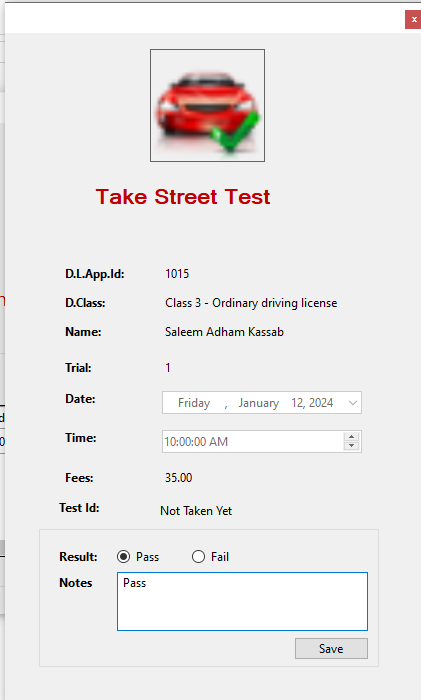 x
Take Street Test
D.L.App.Id: 1015
D.Class: Class 3 - Ordinary driving license
Name: Saleem Adham Kassab
Trial: 1
Date: Friday , January 12, 2024
Time: 10:00:00 AM
Fees: 35.00
Test Id: Not Taken Yet
Result: Pass Fail
Notes Pass
Save